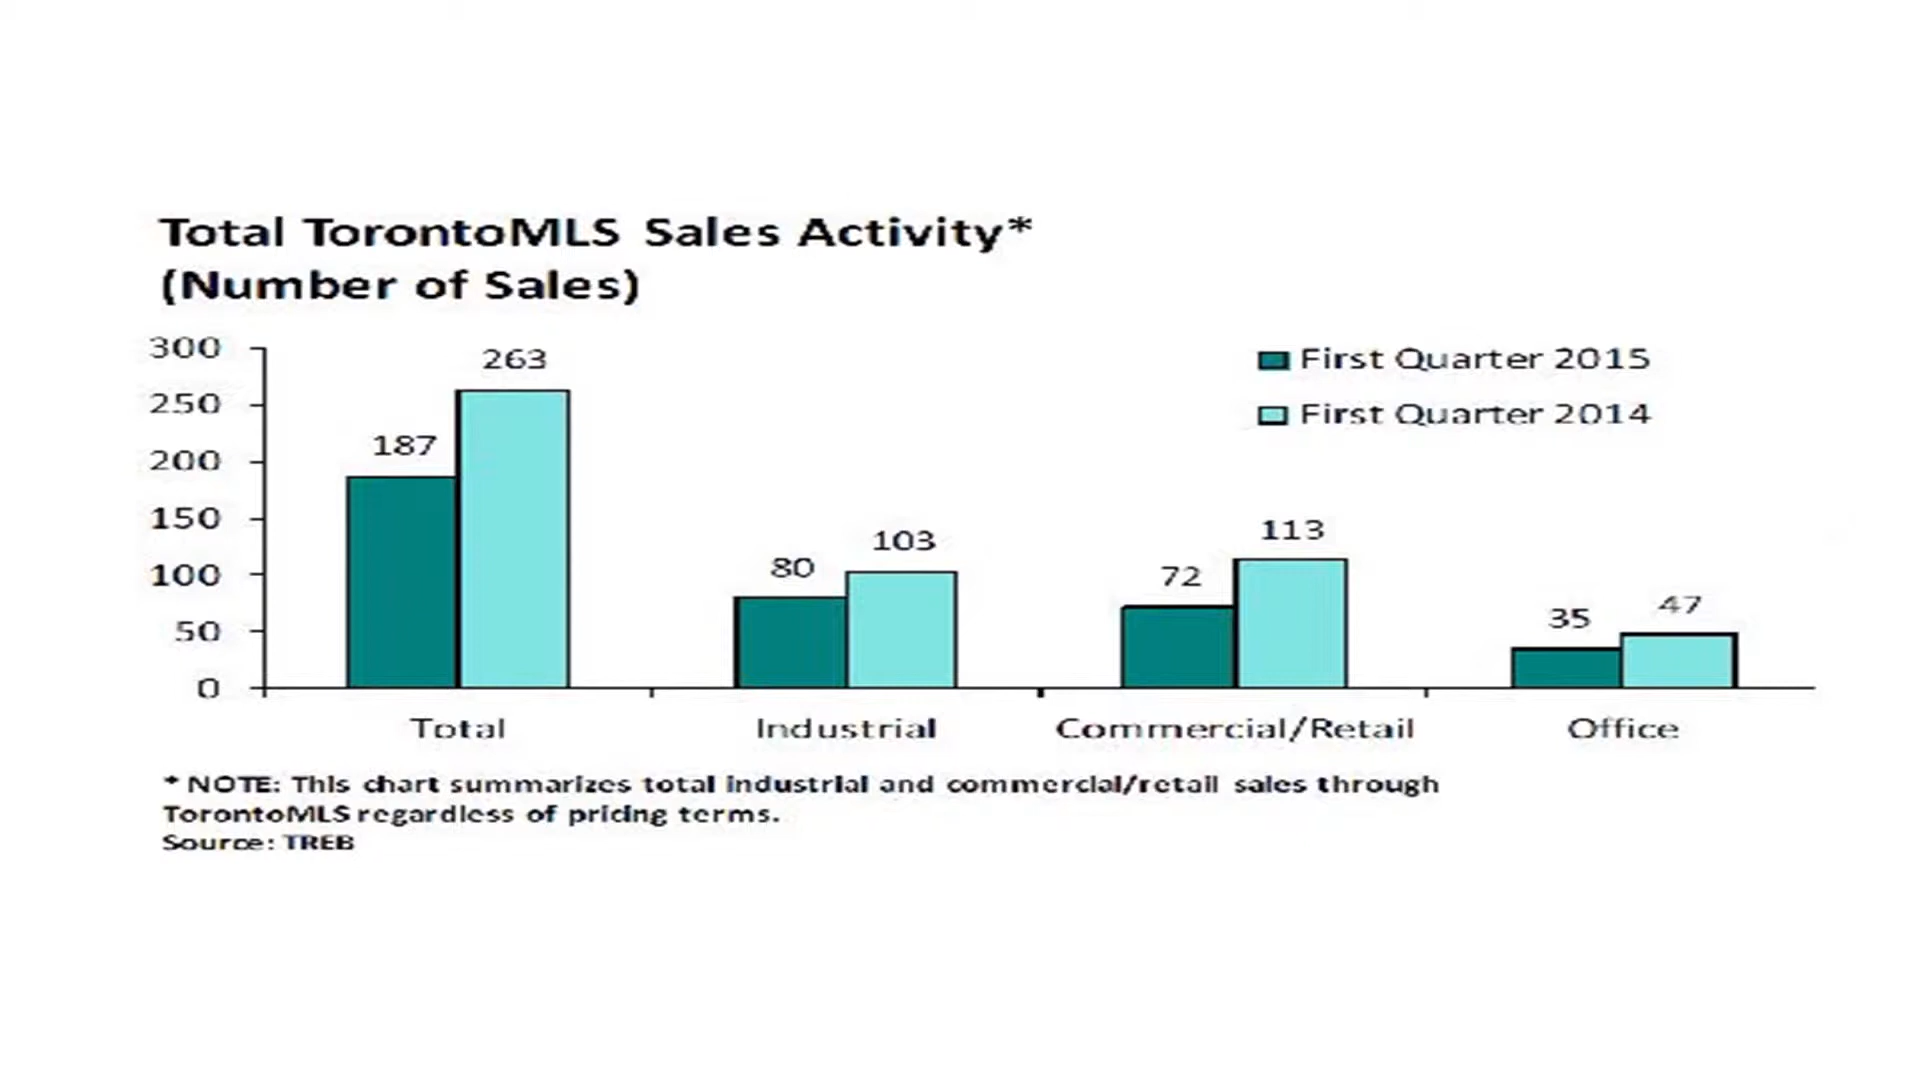 Total TorontoMLS Sales Activity*
(Number of Sales)
300
250
200
150
100
50
0
187
263
80
103
72
113
35
47
First Quarter 2015
First Quarter 2014
Total
Industrial
Commercial/Retail
Office
* NOTE: This chart summarizes total industrial and commercial/retail sales through
TorontoMLS regardless of pricing terms.
Source: TREB